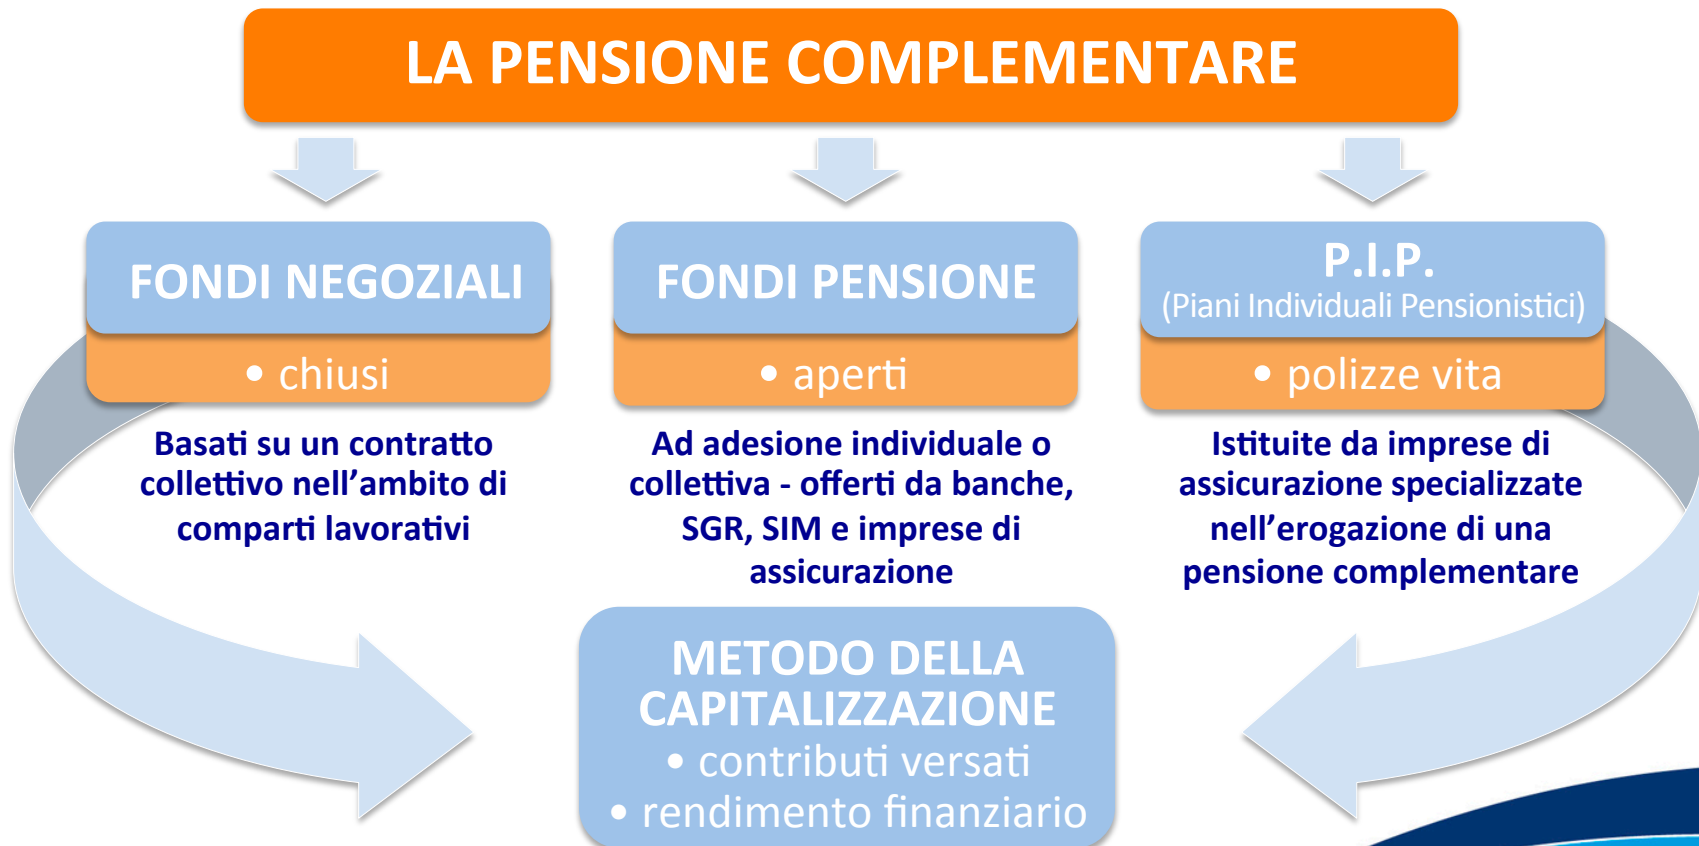 LA PENSIONE COMPLEMENTARE
FONDI NEGOZIALI
• chiusi
Basati su un contratto
collettivo nell’ambito di
comparti lavorativi
FONDI PENSIONE
• aperti
Ad adesione individuale o
collettiva - offerti da banche,
SGR, SIM e imprese di
assicurazione
P.I.P.
(Piani Individuali Pensionistici)
• polizze vita
Istituite da imprese di
assicurazione specializzate
nell’erogazione di una
pensione complementare
METODO DELLA
CAPITALIZZAZIONE
• contributi versati
• rendimento finanziario